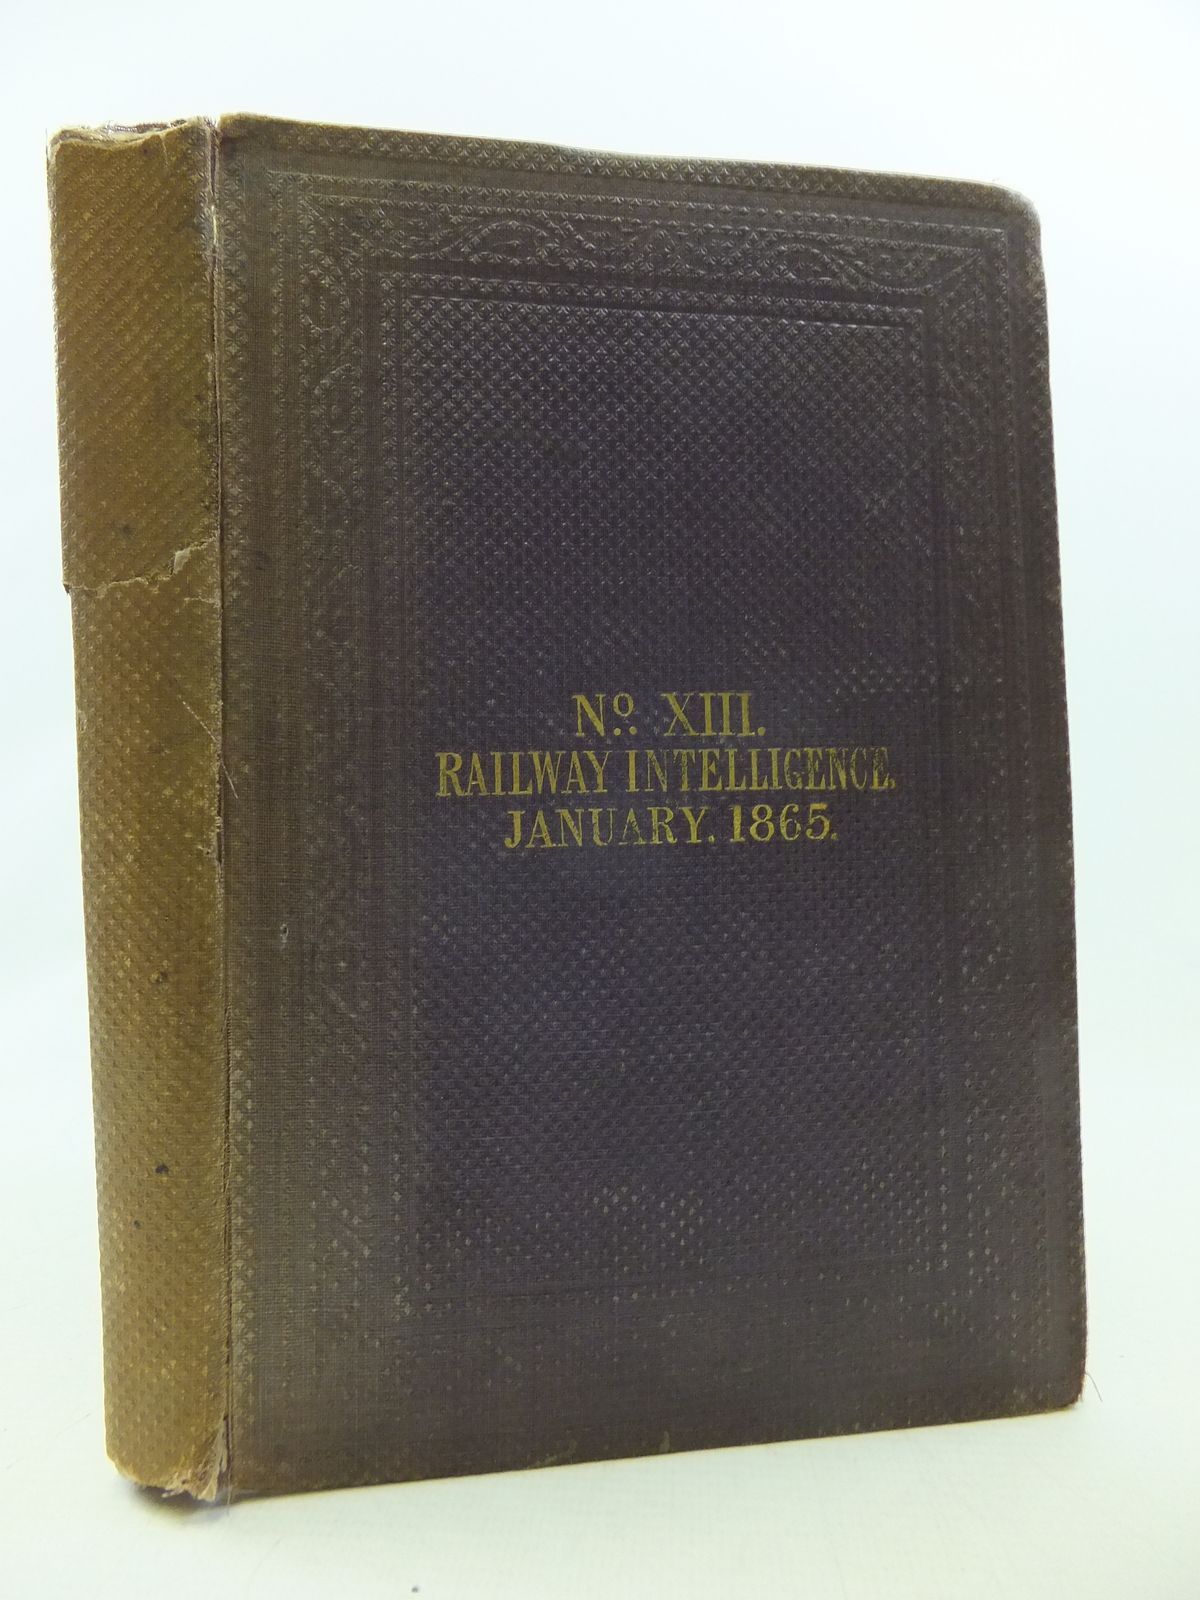 No. XIII.
RAILWAY INTELLIGENCE.
JANUARY. 1865.